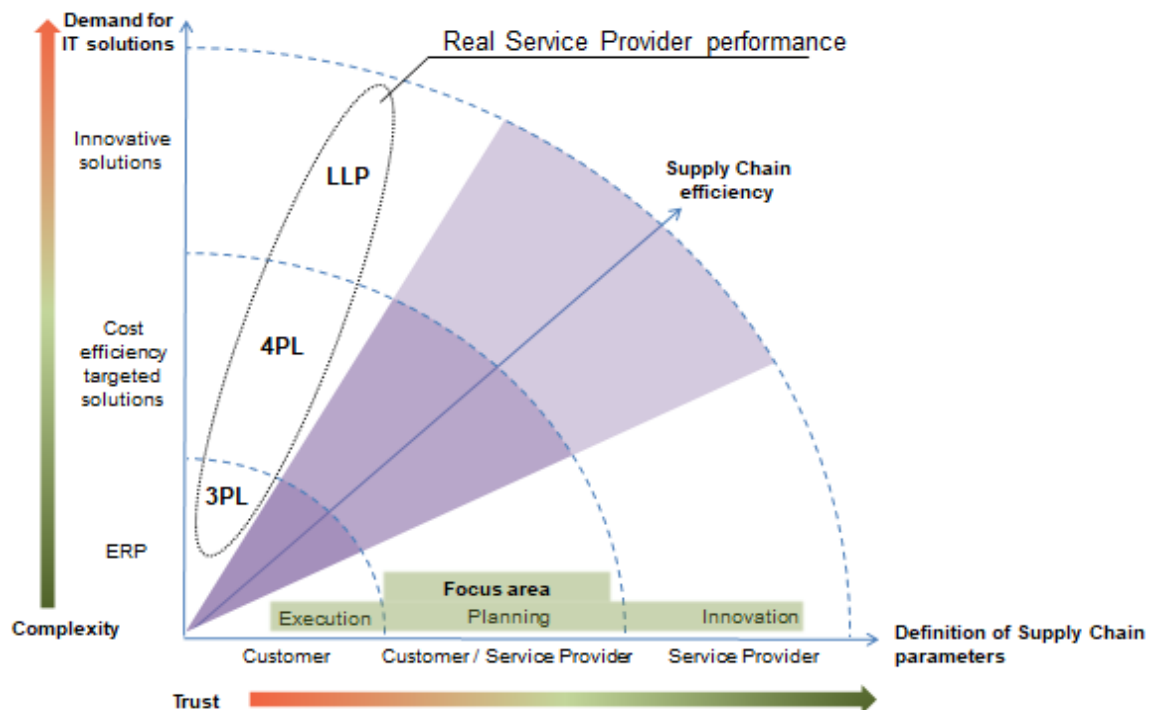 Demand for
IT solutions
Real Service Provider performance
Innovative
solutions
LLP
Supply Chain
efficiency
Cost
efficiency
targeted
solutions
4PL
3PL
ERP
Focus area
Execution
Planning
Innovation
Complexity
Definition of Supply Chain
parameters
Customer
Customer / Service Provider
Service Provider
Trust